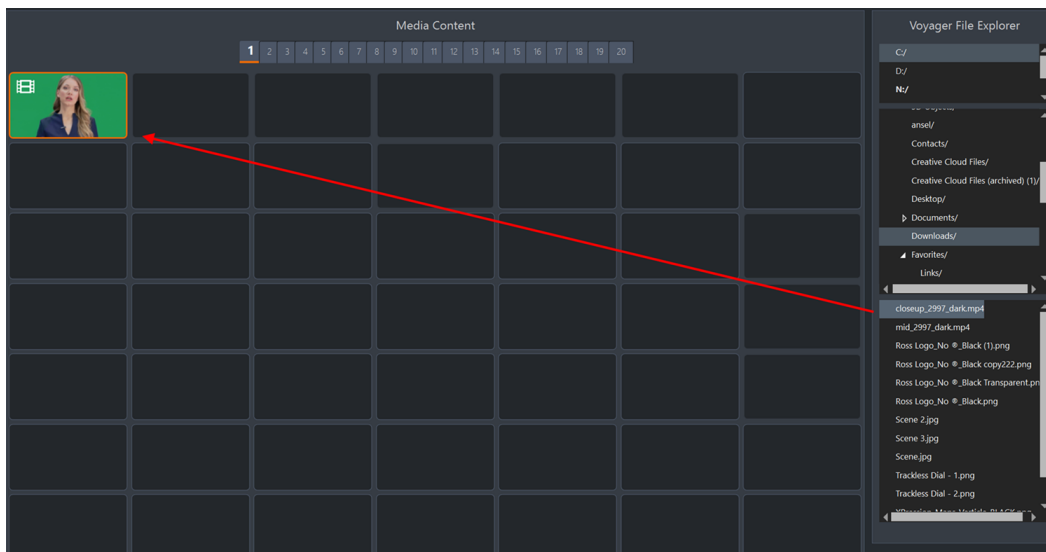 Media Content
1 2 3 4 5 6 7 8 9 10 11 12 13 14 15 16 17 18 19 20
Voyager File Explorer
C:/
D:/
N:/
ansel/
Contacts/
Creative Cloud Files/
Creative Cloud Files (archived) (1)/
Desktop/
Documents/
Downloads/
Favorites/
Links/
closeup_2997_dark.mp4
mid_2997_dark.mp4
Ross Logo_No ®_Black (1).png
Ross Logo_No ®_Black copy222.png
Ross Logo_No ®_Black Transparent.pn
Ross Logo_No ®_Black.png
Scene 2.jpg
Scene 3.jpg
Scene.jpg
Trackless Dial - 1.png
Trackless Dial - 2.png